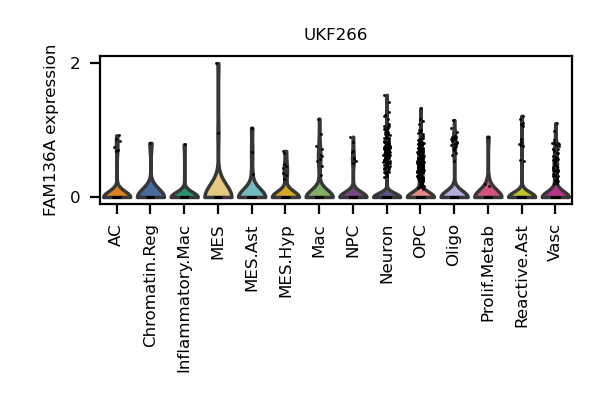 UKF266
FAM136A expression
2
0
AC
Chromatin.Reg
Inflammatory.Mac
MES
MES.Ast
MES.Hyp
Mac
NPC
Neuron
OPC
Oligo
Prolif.Metab
Reactive.Ast
Vasc